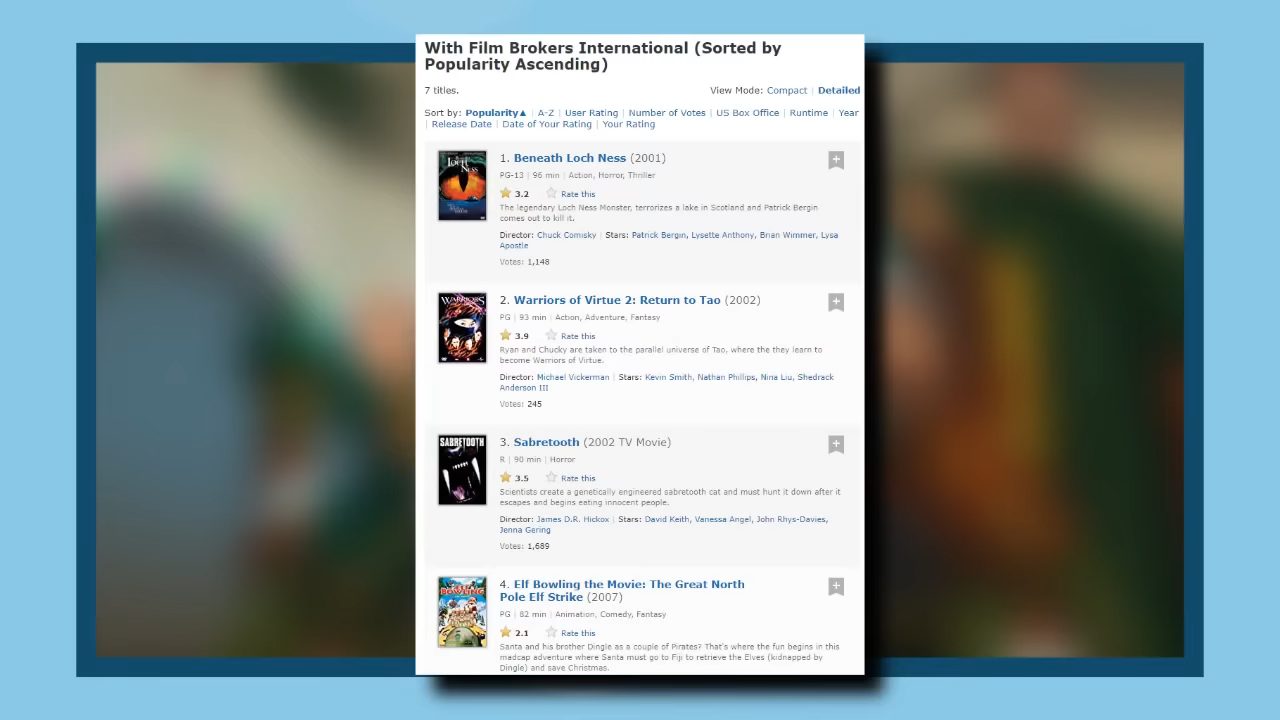 With Film Brokers International (Sorted by
Popularity Ascending)
7 titles.
View Mode: Compact | Detailed
Sort by: Popularity▲ | A-Z | User Rating | Number of Votes | US Box Office | Runtime | Year
| Release Date | Date of Your Rating | Your Rating
LOCH
NESS
1. Beneath Loch Ness (2001)
PG-13 | 96 min | Action, Horror, Thriller
3.2 Rate this
The legendary Loch Ness Monster, terrorizes a lake in Scotland and Patrick Bergin
comes out to kill it.
Director: Chuck Comisky | Stars: Patrick Bergin, Lysette Anthony, Brian Wimmer, Lysa
Apostle
Votes: 1,148
WARRIORS
2. Warriors of Virtue 2: Return to Tao (2002)
PG | 93 min | Action, Adventure, Fantasy
3.9 Rate this
Ryan and Chucky are taken to the parallel universe of Tao, where the they learn to
become Warriors of Virtue.
Director: Michael Vickerman | Stars: Kevin Smith, Nathan Phillips, Nina Liu, Shedrack
Anderson III
Votes: 245
SABRETOOTH
3. Sabretooth (2002 TV Movie)
R | 90 min | Horror
3.5 Rate this
Scientists create a genetically engineered sabretooth cat and must hunt it down after it
escapes and begins eating innocent people.
Director: James D.R. Hickox | Stars: David Keith, Vanessa Angel, John Rhys-Davies,
Jenna Gering
Votes: 1,689
BOWLING
4. Elf Bowling the Movie: The Great North
Pole Elf Strike (2007)
PG | 82 min | Animation, Comedy, Fantasy
2.1 Rate this
Santa and his brother Dingle as a couple of Pirates? That's where the fun begins in this
madcap adventure where Santa must go to Fiji to retrieve the Elves (kidnapped by
Dingle) and save Christmas.